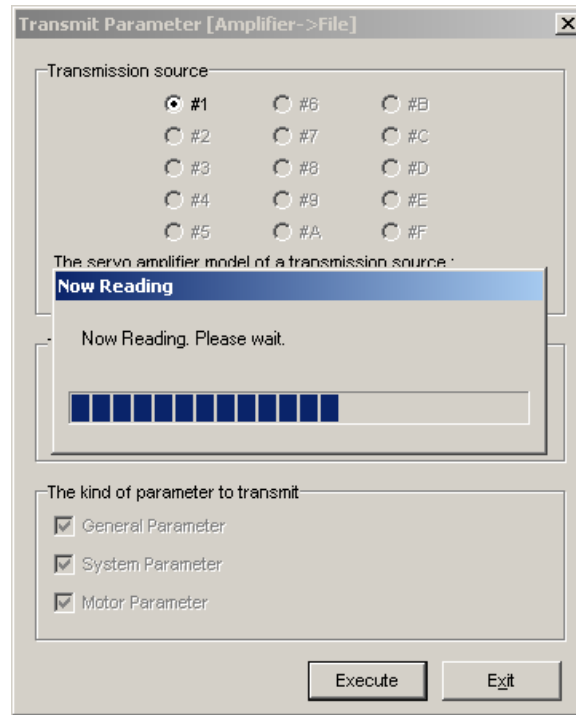 Transmit Parameter [Amplifier->File]
Transmission source
#1 #6 #B
#2 #7 #C
#3 #8 #D
#4 #9 #E
#5 #A #F
The servo amplifier model of a transmission source :
Now Reading
Now Reading. Please wait.
The kind of parameter to transmit
General Parameter
System Parameter
Motor Parameter
Execute Exit